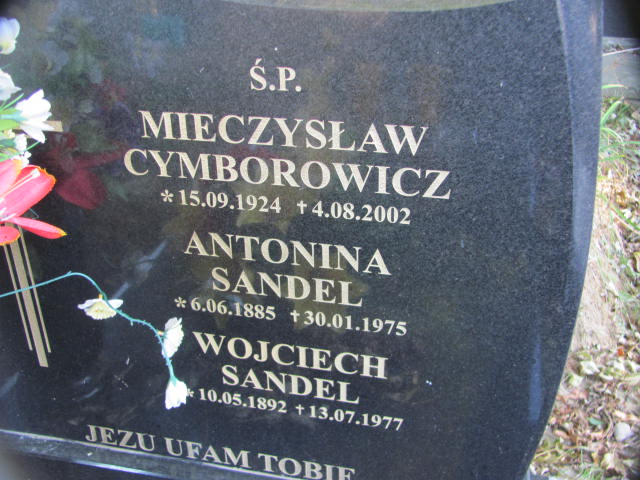 Ś.P.
MIECZYSŁAW
CYMBOROWICZ
*15.09.1924 †4.08.2002
ANTONINA
SANDEL
*6.06.1885 †30.01.1975
WOJCIECH
SANDEL
*10.05.1892 †13.07.1977
JEZU UFAM TOBIE